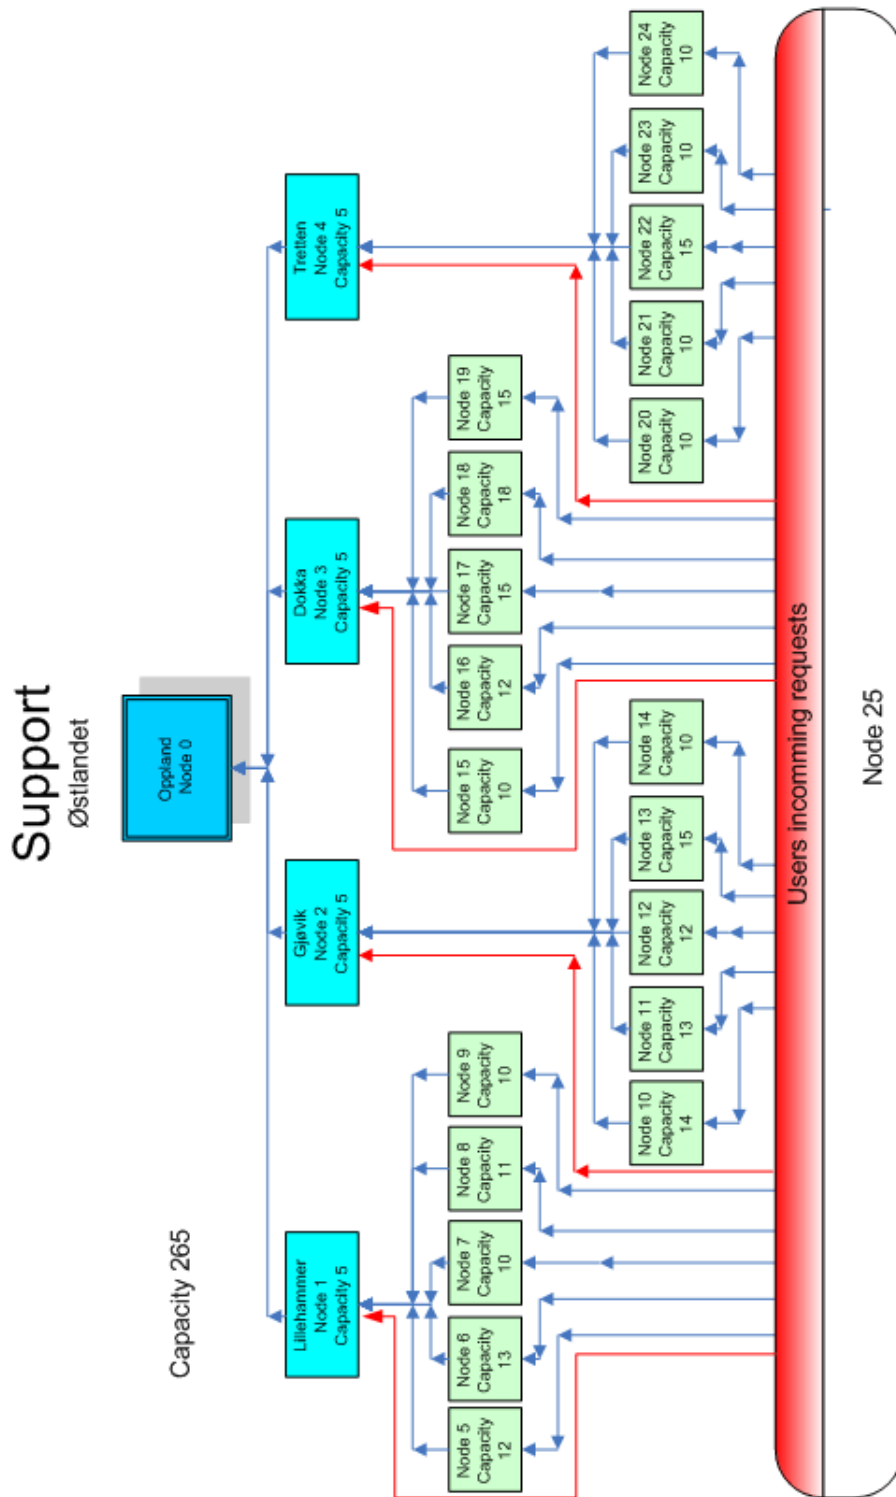 Support
Østlandet
Capacity 265
Oppland
Node 0
Lillehammer
Node 1
Capacity 5
Gjøvik
Node 2
Capacity 5
Dokka
Node 3
Capacity 5
Tretten
Node 4
Capacity 5
Node 5
Capacity
12
Node 6
Capacity
13
Node 7
Capacity
10
Node 8
Capacity
11
Node 9
Capacity
10
Node 10
Capacity
14
Node 11
Capacity
13
Node 12
Capacity
12
Node 13
Capacity
15
Node 14
Capacity
10
Node 15
Capacity
10
Node 16
Capacity
12
Node 17
Capacity
15
Node 18
Capacity
18
Node 19
Capacity
15
Node 20
Capacity
10
Node 21
Capacity
10
Node 22
Capacity
15
Node 23
Capacity
10
Node 24
Capacity
10
Users incomming requests
Node 25